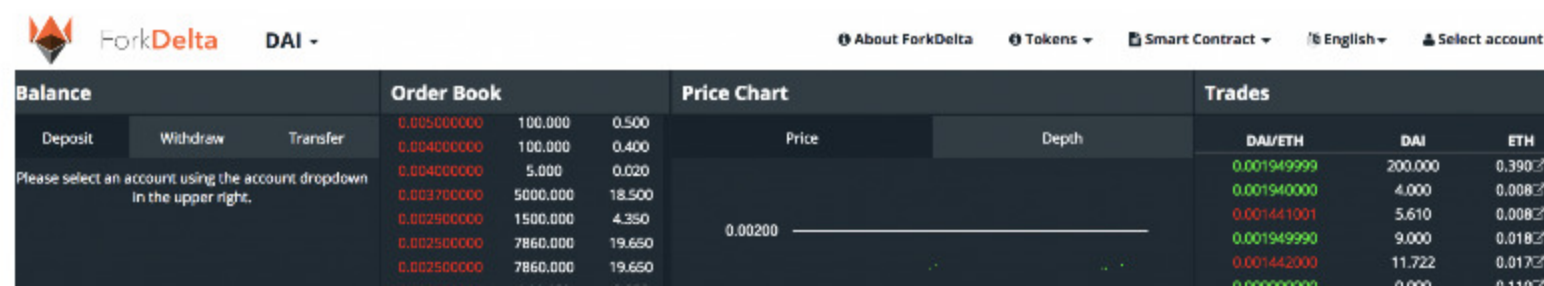 ForkDelta DAI About ForkDelta Tokens Smart Contract English Select account
Balance Order Book Price Chart Trades
Deposit Withdraw Transfer
Please select an account using the account dropdown
in the upper right.
0.005000000 100.000 0.500
0.004000000 100.000 0.400
0.004000000 5.000 0.020
0.003700000 5000.000 18.500
0.002900000 1500.000 4.350
0.002500000 7860.000 19.650
0.002500000 7860.000 19.650
Price Depth
0.00200
DAI/ETH DAI ETH
0.001949999 200.000 0.390
0.001940000 4.000 0.008
0.001441001 5.610 0.008
0.001949990 9.000 0.018
0.001442000 11.722 0.017